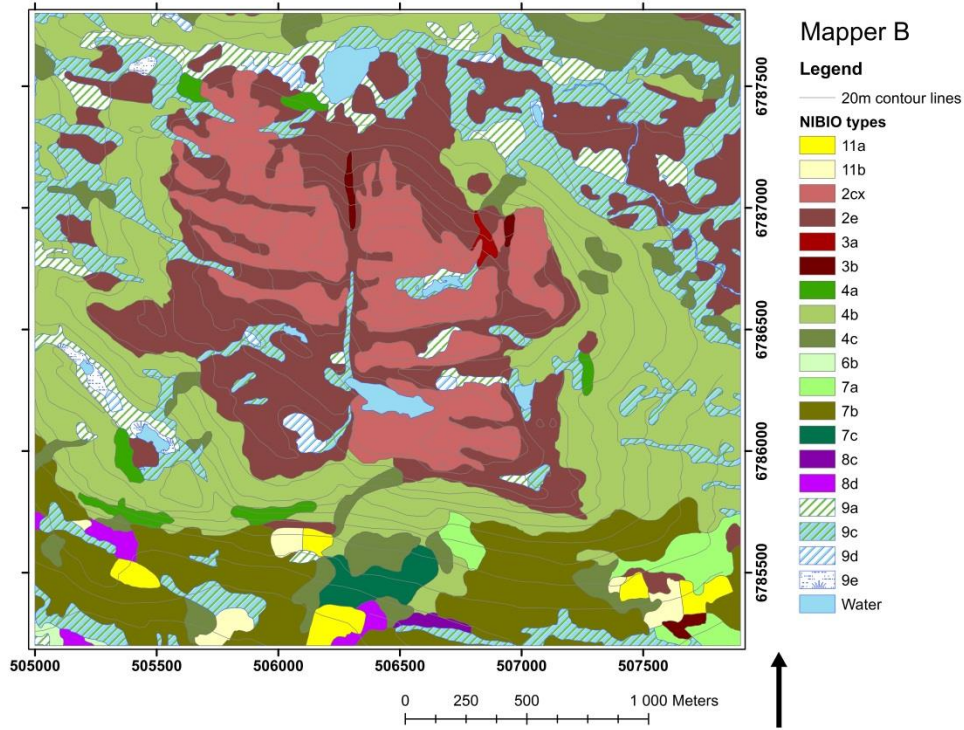 Mapper B
Legend
20m contour lines
NIBIO types
11a
11b
2cx
2e
3a
3b
4a
4b
4c
6b
7a
7b
7c
8c
8d
9a
9c
9d
9e
Water
6787500
6787000
6786500
6786000
6785500
505000 505500 506000 506500 507000 507500
0 250 500 1 000 Meters